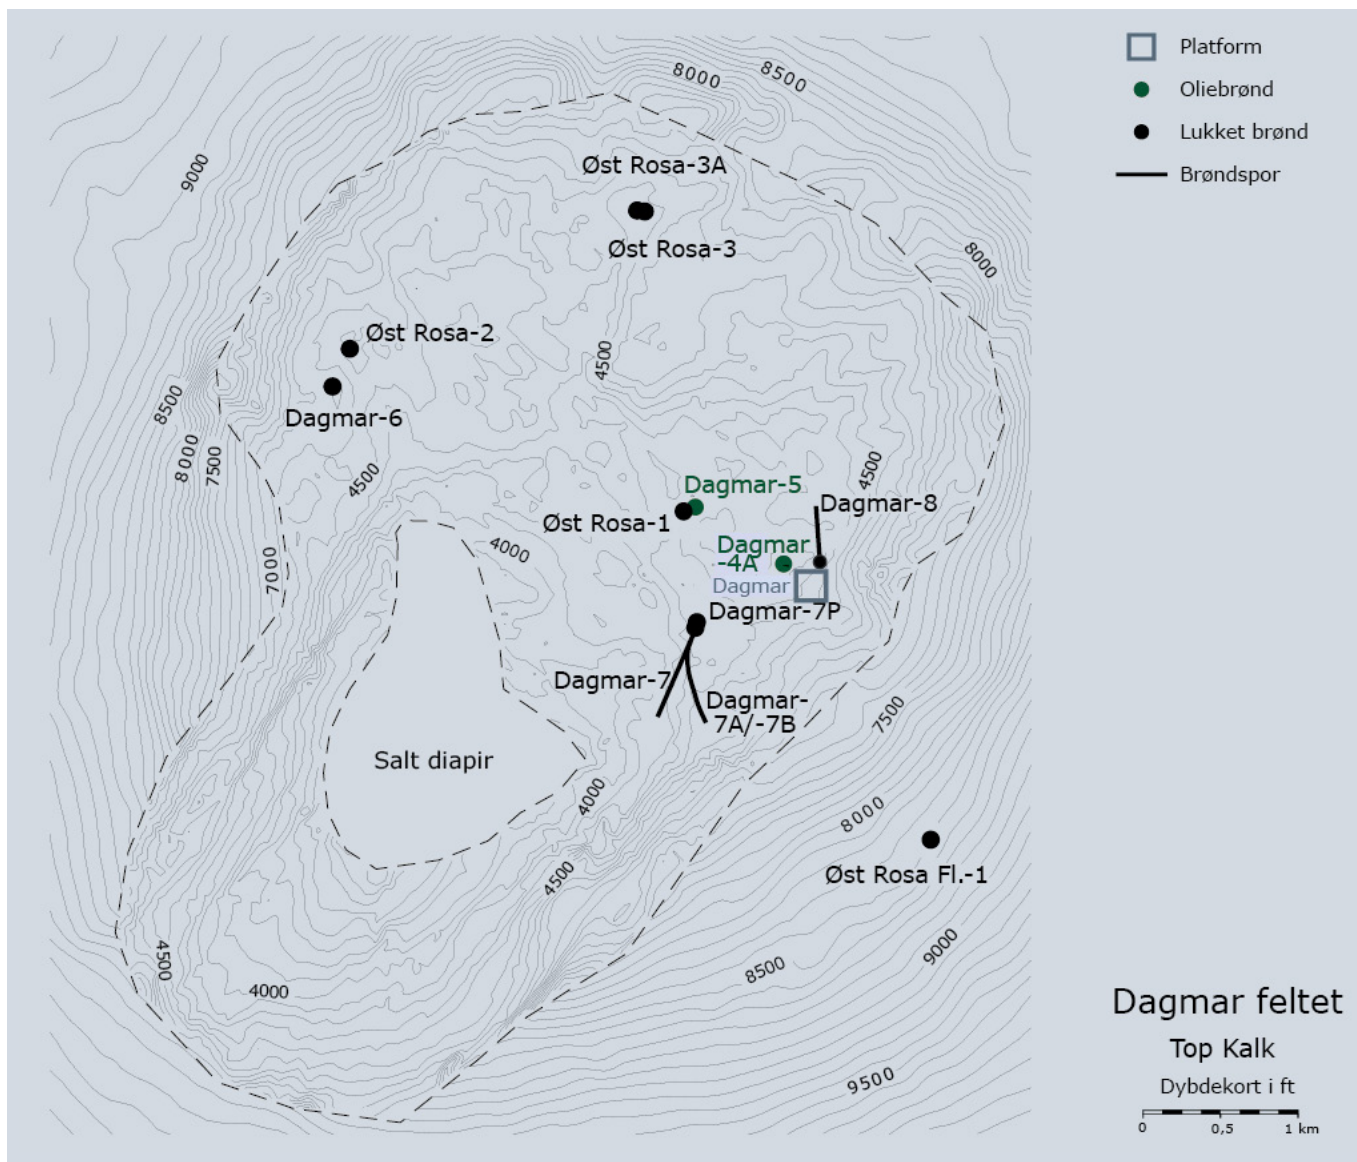 Platform
Oliebrønd
Lukket brønd
Brøndspor
8000
8500
9000
Øst Rosa-3A
Øst Rosa-3
8000
Øst Rosa-2
4500
8500
Dagmar-6
8000
7500
4500
4500
Dagmar-5
Dagmar-8
Øst Rosa-1
4000
Dagmar
-4A
7000
Dagmar
Dagmar-7P
Dagmar-7
Dagmar-
7A/-7B
7500
Salt diapir
4000
8000
4500
Øst Rosa Fl.-1
4500
9000
8500
4000
9500
Dagmar feltet
Top Kalk
Dybdekort i ft
0 0,5 1 km